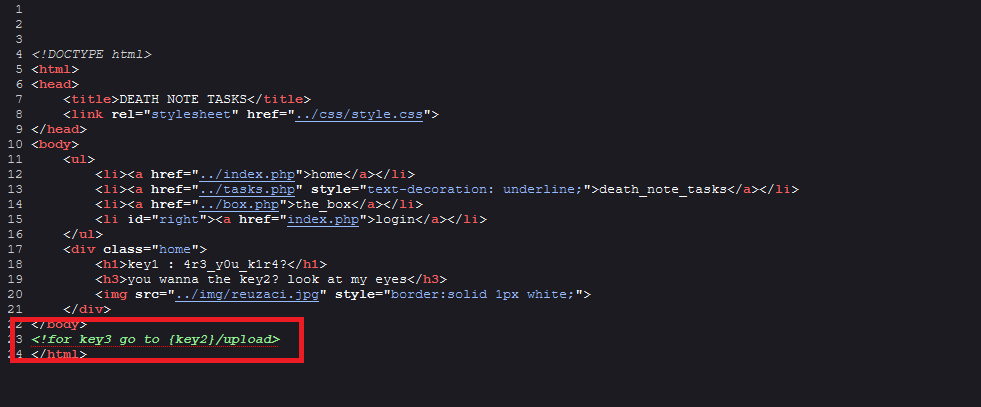 1
2
3
4 <!DOCTYPE html>
5 <html>
6 <head>
7     <title>DEATH NOTE TASKS</title>
8     <link rel="stylesheet" href="../css/style.css">
9 </head>
10 <body>
11     <ul>
12         <li><a href="../index.php">home</a></li>
13         <li><a href="../tasks.php" style="text-decoration: underline;">death_note_tasks</a></li>
14         <li><a href="../box.php">the_box</a></li>
15         <li id="right"><a href="index.php">login</a></li>
16     </ul>
17     <div class="home">
18         <h1>key1 : 4r3_y0u_k1r4?</h1>
19         <h3>you wanna the key2? look at my eyes</h3>
20         <img src="../img/reuzaci.jpg" style="border:solid 1px white;">
21     </div>
22 </body>
23 <!for key3 go to {key2}/upload>
24 </html>